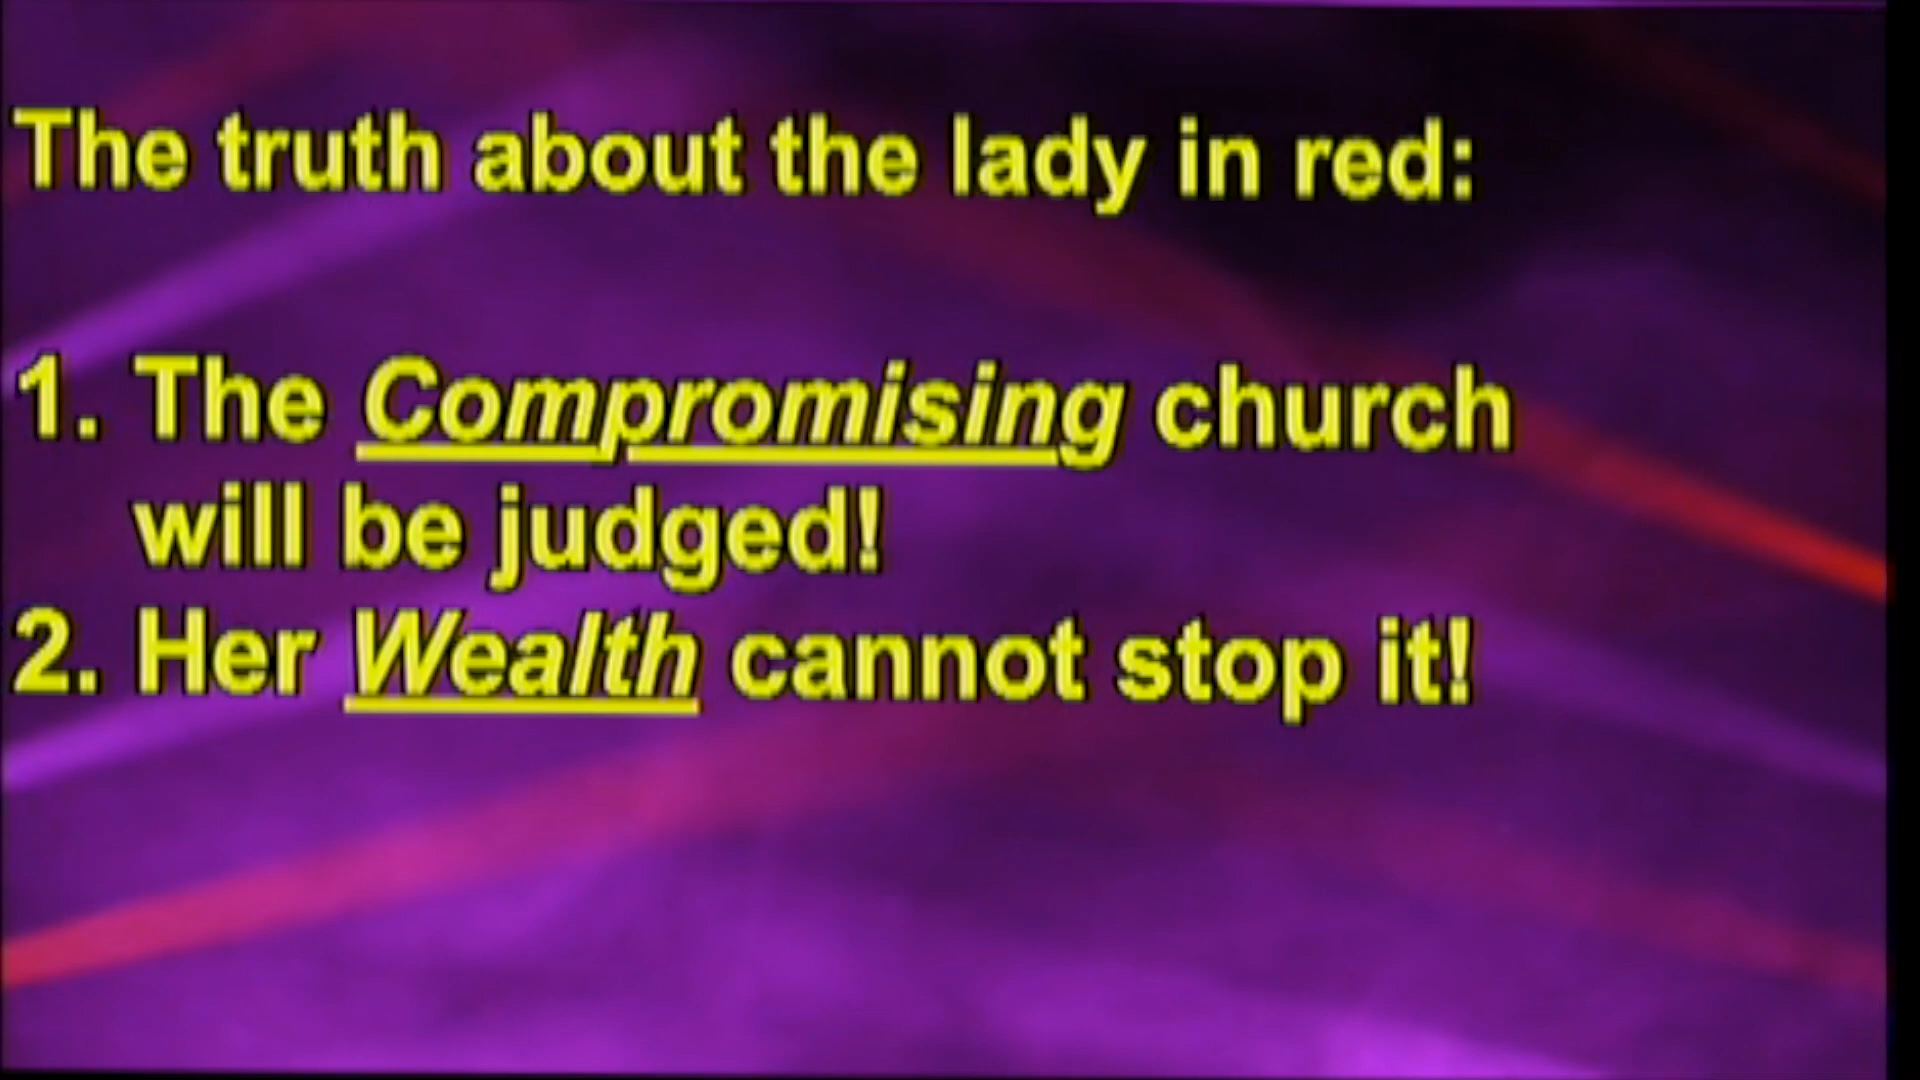 The truth about the lady in red:
1. The Compromising church
will be judged!
2. Her Wealth cannot stop it!